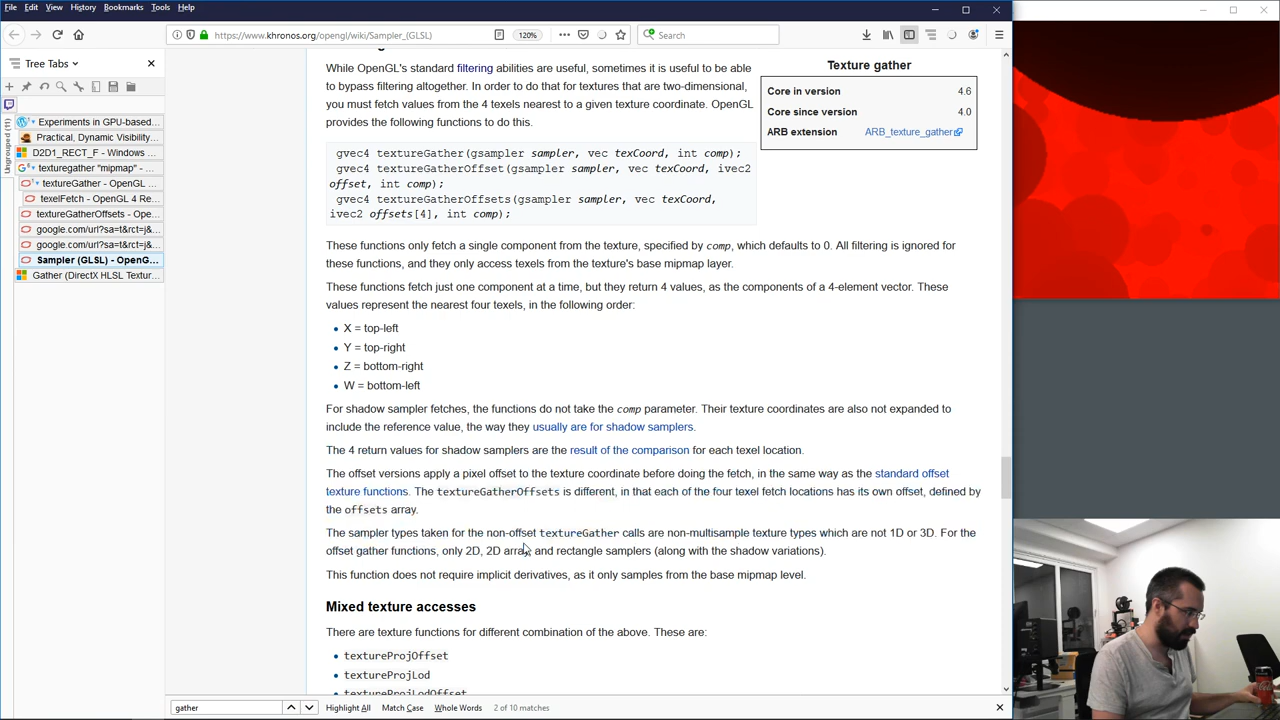 File Edit View History Bookmarks Tools Help
https://www.khronos.org/opengl/wiki/Sampler_(GLSL)
120%
Search
Tree Tabs
Ungrouped (11)
Experiments in GPU-based...
Practical, Dynamic Visibility...
D2D1_RECT_F - Windows ...
texturegather "mipmap" - ...
textureGather - OpenGL ...
texelFetch - OpenGL 4 Re...
textureGatherOffsets - Ope...
google.com/url?sa=t&rct=j&...
google.com/url?sa=t&rct=j&...
Sampler (GLSL) - OpenG...
Gather (DirectX HLSL Textur...
While OpenGL's standard filtering abilities are useful, sometimes it is useful to be able
to bypass filtering altogether. In order to do that for textures that are two-dimensional,
you must fetch values from the 4 texels nearest to a given texture coordinate. OpenGL
provides the following functions to do this.
Texture gather
Core in version 4.6
Core since version 4.0
ARB extension ARB_texture_gather
gvec4 textureGather(gsampler sampler, vec texCoord, int comp);
gvec4 textureGatherOffset(gsampler sampler, vec texCoord, ivec2
offset, int comp);
gvec4 textureGatherOffsets(gsampler sampler, vec texCoord,
ivec2 offsets[4], int comp);
These functions only fetch a single component from the texture, specified by comp, which defaults to 0. All filtering is ignored for
these functions, and they only access texels from the texture's base mipmap layer.
These functions fetch just one component at a time, but they return 4 values, as the components of a 4-element vector. These
values represent the nearest four texels, in the following order:
X = top-left
Y = top-right
Z = bottom-right
W = bottom-left
For shadow sampler fetches, the functions do not take the comp parameter. Their texture coordinates are also not expanded to
include the reference value, the way they usually are for shadow samplers.
The 4 return values for shadow samplers are the result of the comparison for each texel location.
The offset versions apply a pixel offset to the texture coordinate before doing the fetch, in the same way as the standard offset
texture functions. The textureGatherOffsets is different, in that each of the four texel fetch locations has its own offset, defined by
the offsets array.
The sampler types taken for the non-offset textureGather calls are non-multisample texture types which are not 1D or 3D. For the
offset gather functions, only 2D, 2D array, and rectangle samplers (along with the shadow variations).
This function does not require implicit derivatives, as it only samples from the base mipmap level.
Mixed texture accesses
There are texture functions for different combination of the above. These are:
textureProjOffset
textureProjLod
textureProjLodOffset
gather
Highlight All Match Case Whole Words 2 of 10 matches